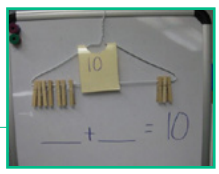 10
___ + ___ = 10